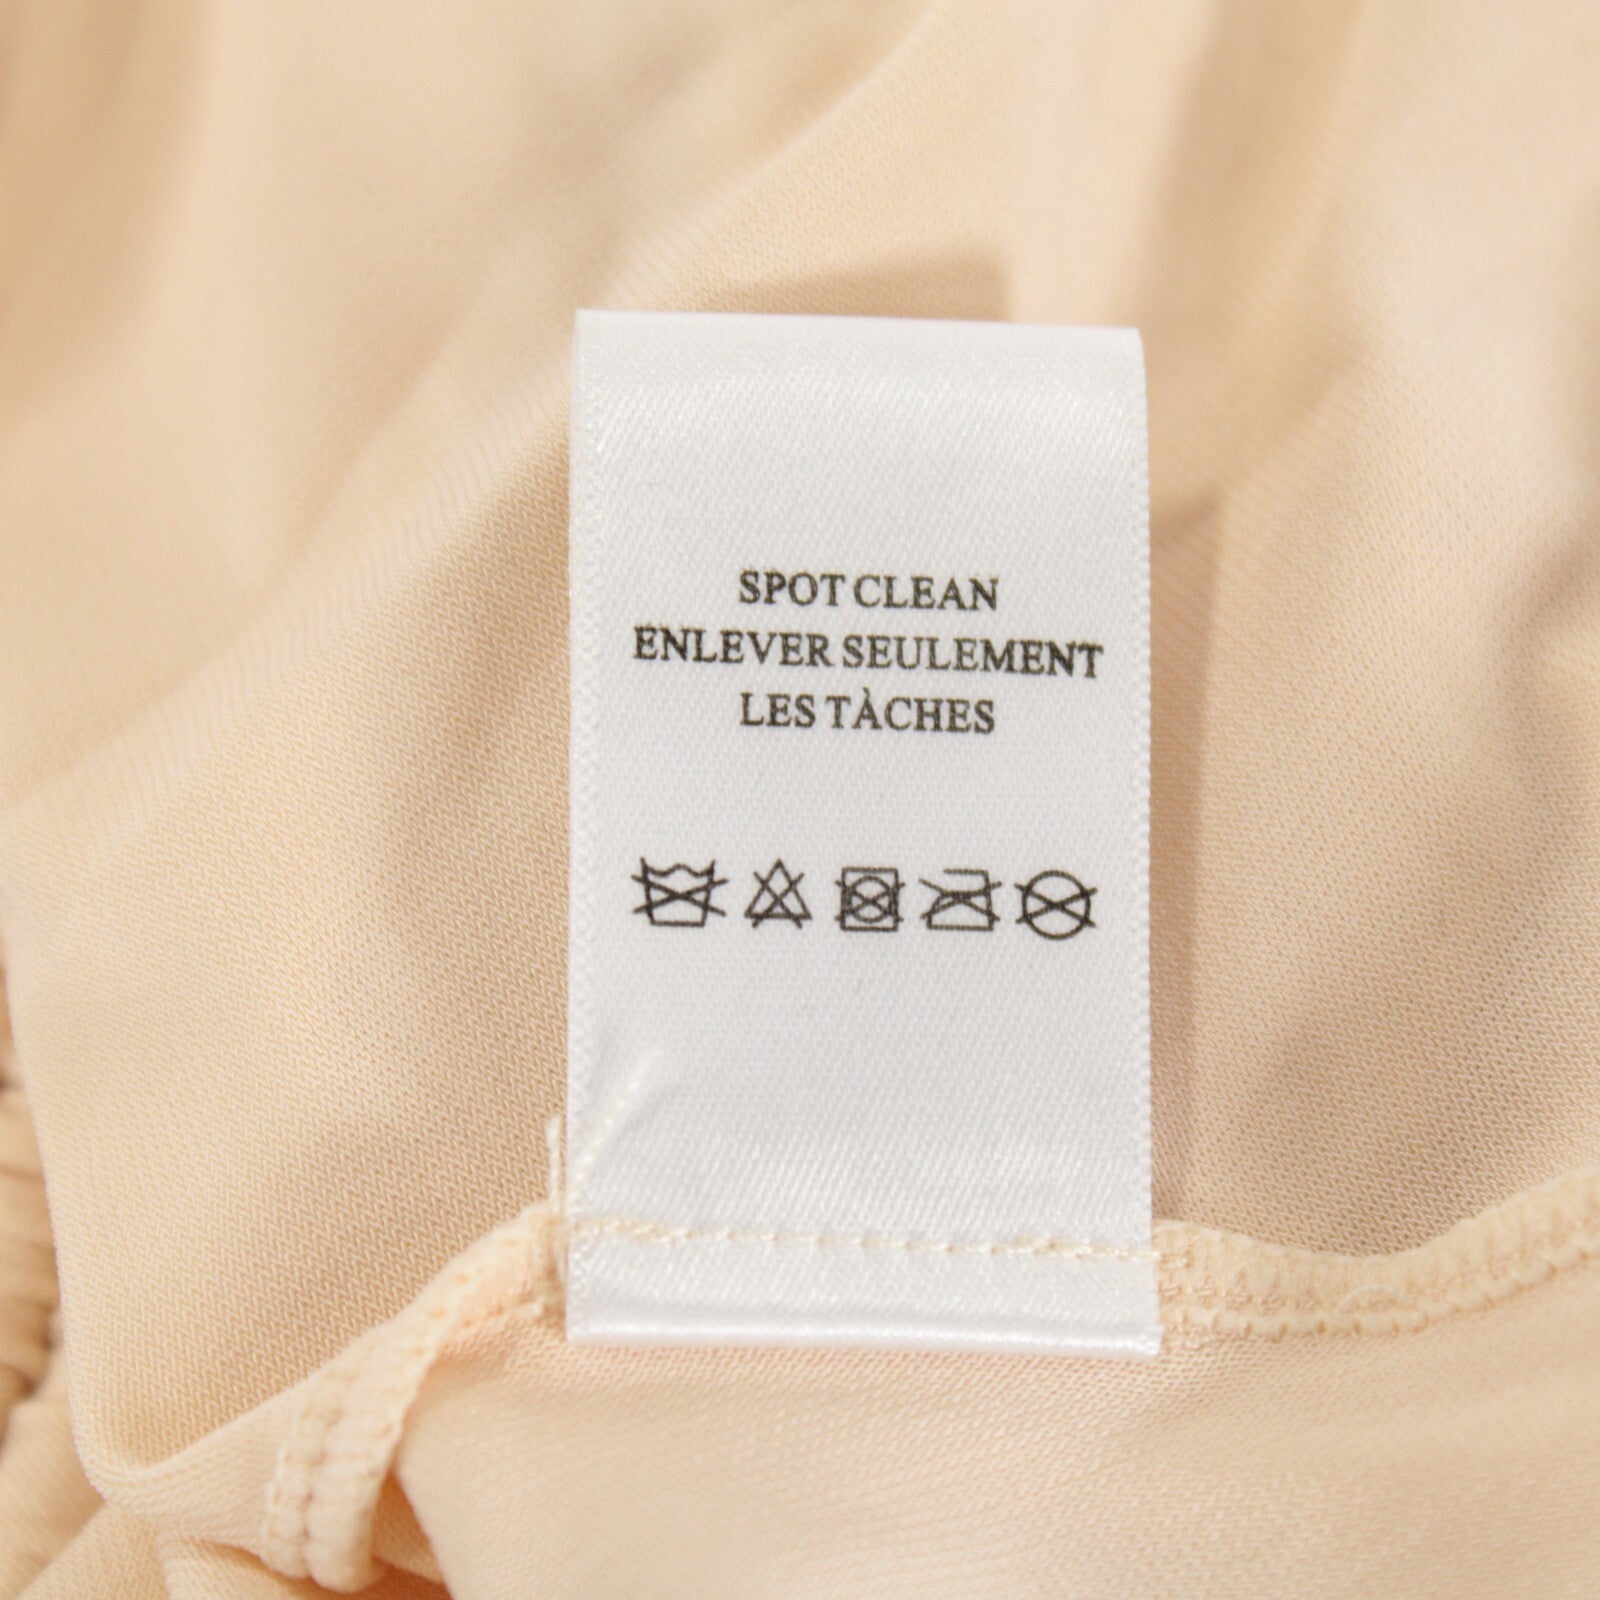 SPOT CLEAN
ENLEVER SEULEMENT
LES TÀCHES